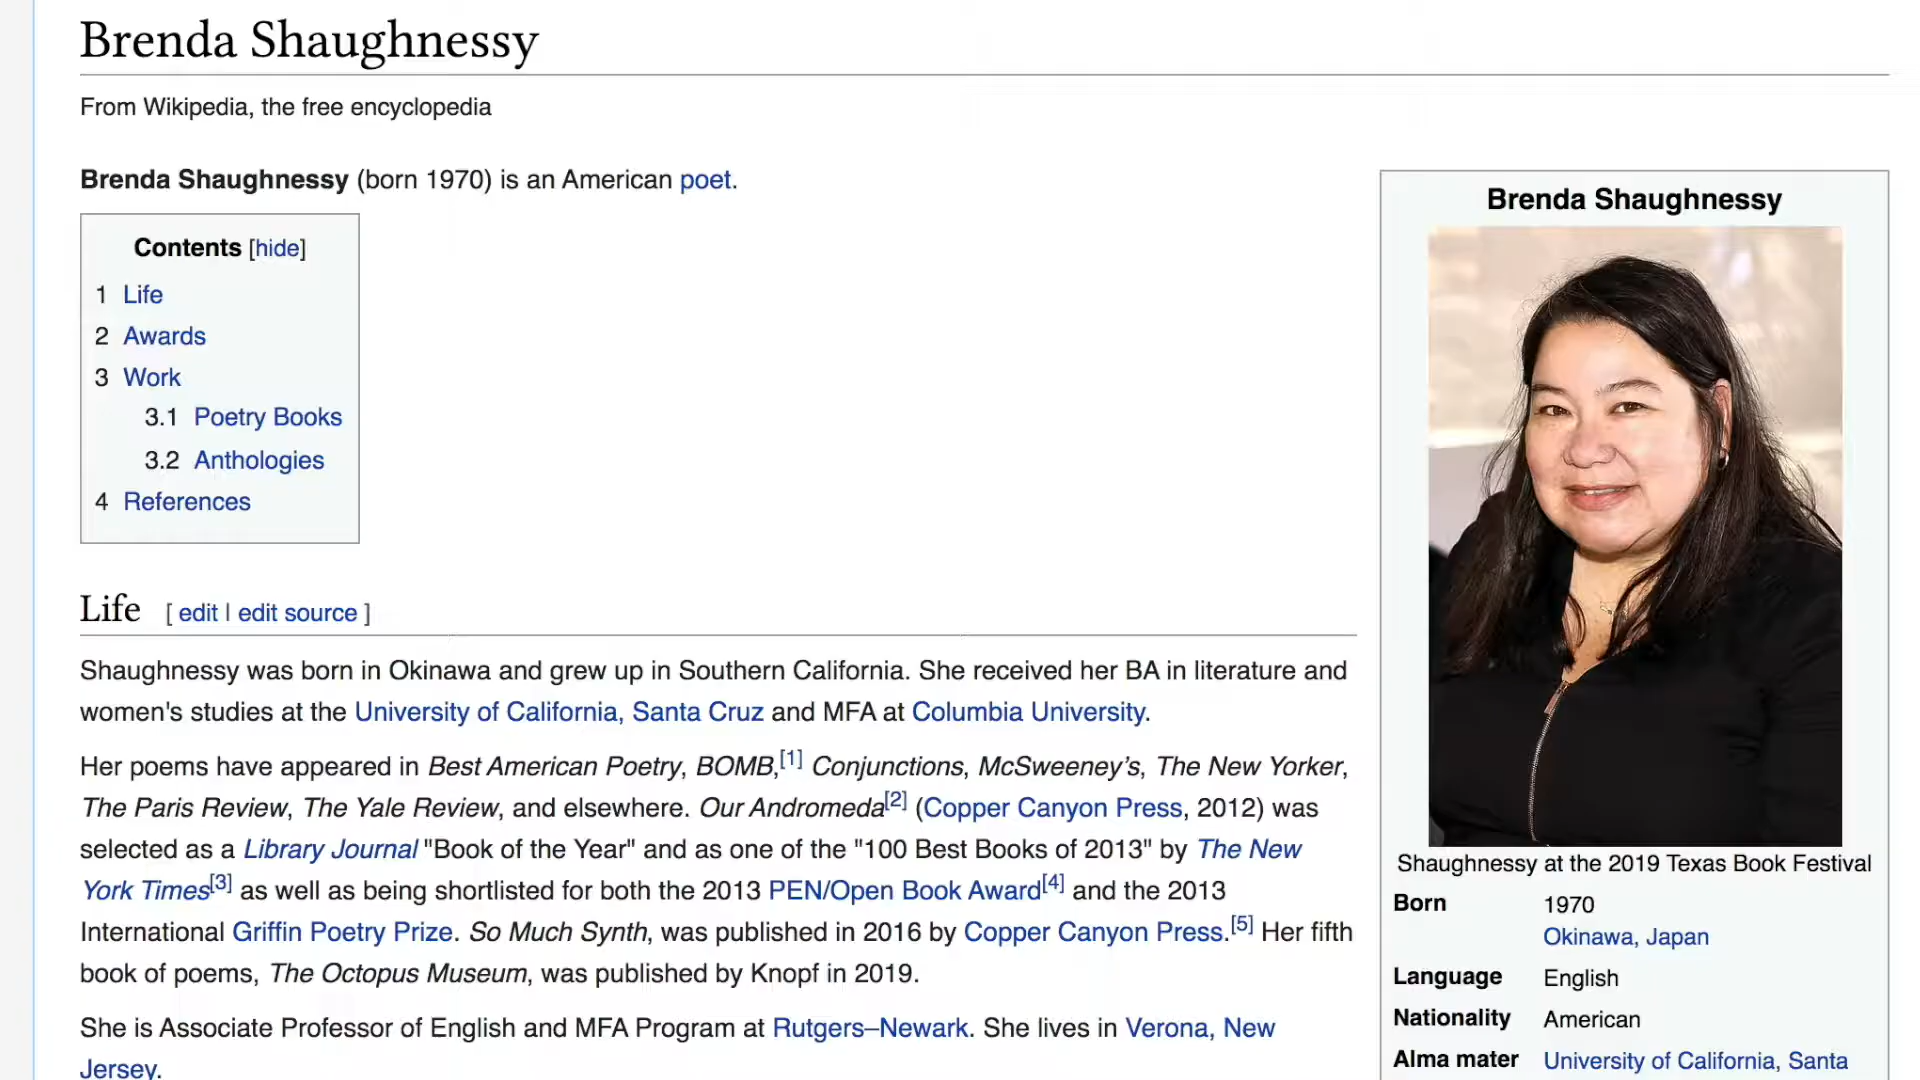 Brenda Shaughnessy
From Wikipedia, the free encyclopedia
Brenda Shaughnessy (born 1970) is an American poet.
Contents [hide]
1 Life
2 Awards
3 Work
3.1 Poetry Books
3.2 Anthologies
4 References
Life [ edit | edit source ]
Shaughnessy was born in Okinawa and grew up in Southern California. She received her BA in literature and
women's studies at the University of California, Santa Cruz and MFA at Columbia University.
Her poems have appeared in Best American Poetry, BOMB,[1] Conjunctions, McSweeney’s, The New Yorker,
The Paris Review, The Yale Review, and elsewhere. Our Andromeda[2] (Copper Canyon Press, 2012) was
selected as a Library Journal "Book of the Year" and as one of the "100 Best Books of 2013" by The New
York Times[3] as well as being shortlisted for both the 2013 PEN/Open Book Award[4] and the 2013
International Griffin Poetry Prize. So Much Synth, was published in 2016 by Copper Canyon Press.[5] Her fifth
book of poems, The Octopus Museum, was published by Knopf in 2019.
She is Associate Professor of English and MFA Program at Rutgers–Newark. She lives in Verona, New
Jersey.
Brenda Shaughnessy
Shaughnessy at the 2019 Texas Book Festival
Born 1970
Okinawa, Japan
Language English
Nationality American
Alma mater University of California, Santa